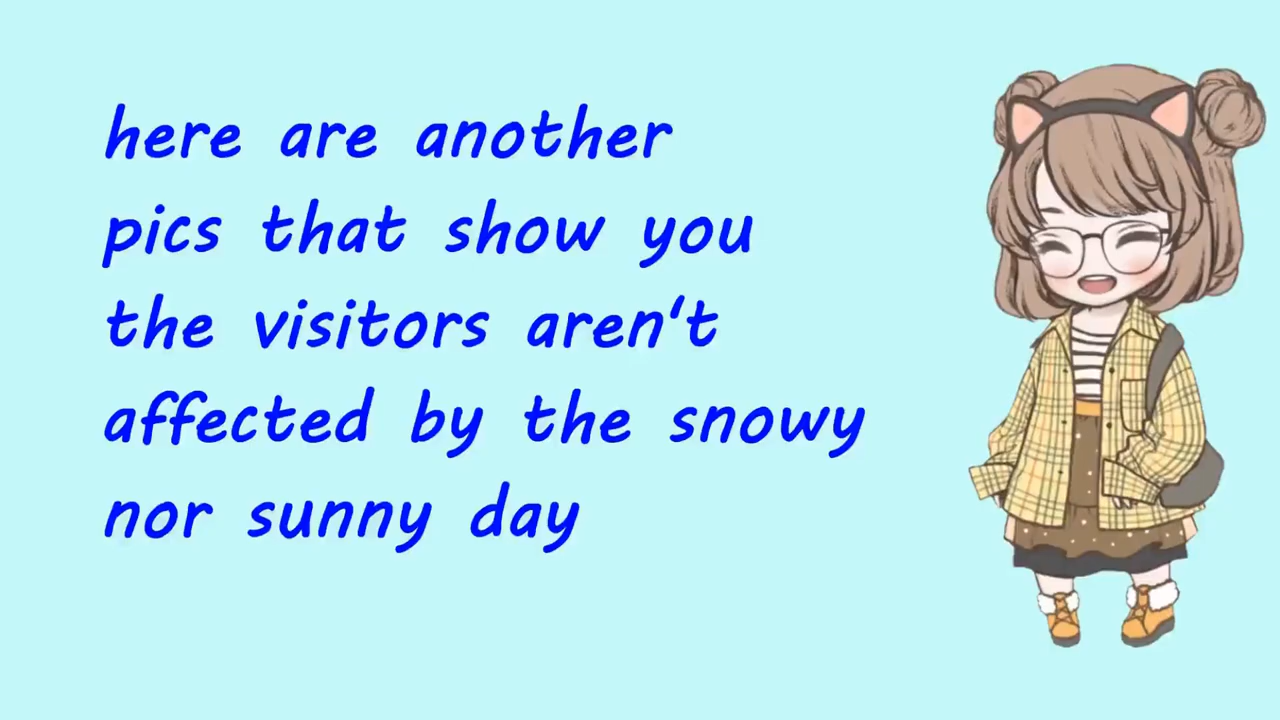 here are another
pics that show you
the visitors aren't
affected by the snowy
nor sunny day